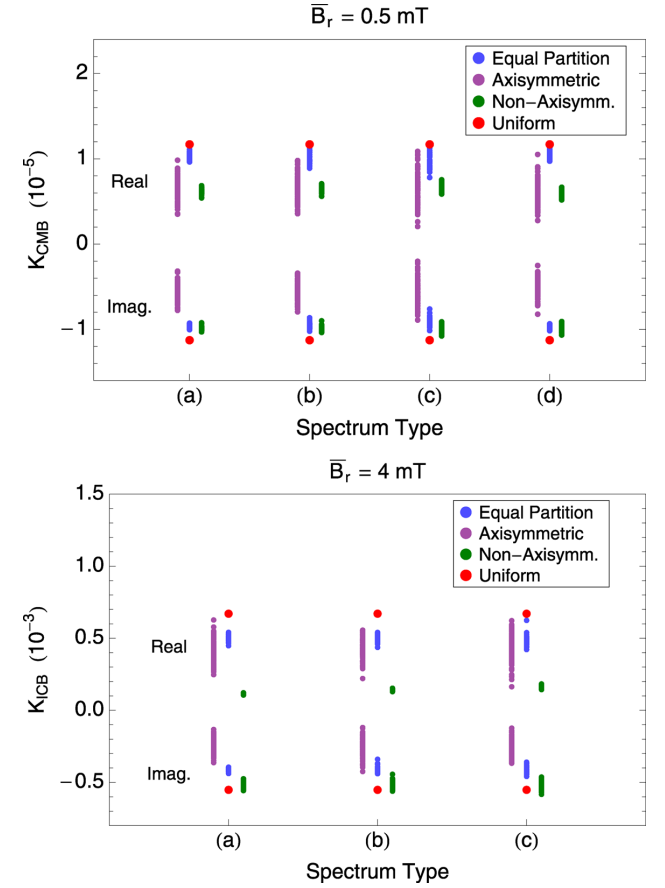 B̅r = 0.5 mT
Equal Partition
Axisymmetric
Non−Axisymm.
Uniform
2
1
0
−1
Real
Imag.
KCMB (10−5)
(a) (b) (c) (d)
Spectrum Type
B̅r = 4 mT
Equal Partition
Axisymmetric
Non−Axisymm.
Uniform
1.5
1.0
0.5
0.0
−0.5
Real
Imag.
KICB (10−3)
(a) (b) (c)
Spectrum Type